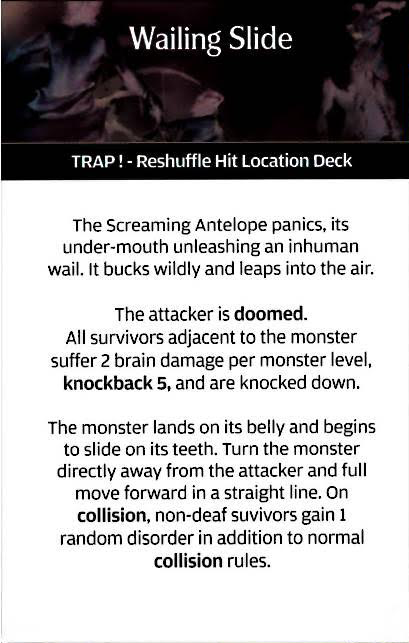 Wailing Slide
TRAP! - Reshuffle Hit Location Deck
The Screaming Antelope panics, its
under-mouth unleashing an inhuman
wail. It bucks wildly and leaps into the air.
The attacker is doomed.
All survivors adjacent to the monster
suffer 2 brain damage per monster level,
knockback 5, and are knocked down.
The monster lands on its belly and begins
to slide on its teeth. Turn the monster
directly away from the attacker and full
move forward in a straight line. On
collision, non-deaf suvivors gain 1
random disorder in addition to normal
collision rules.